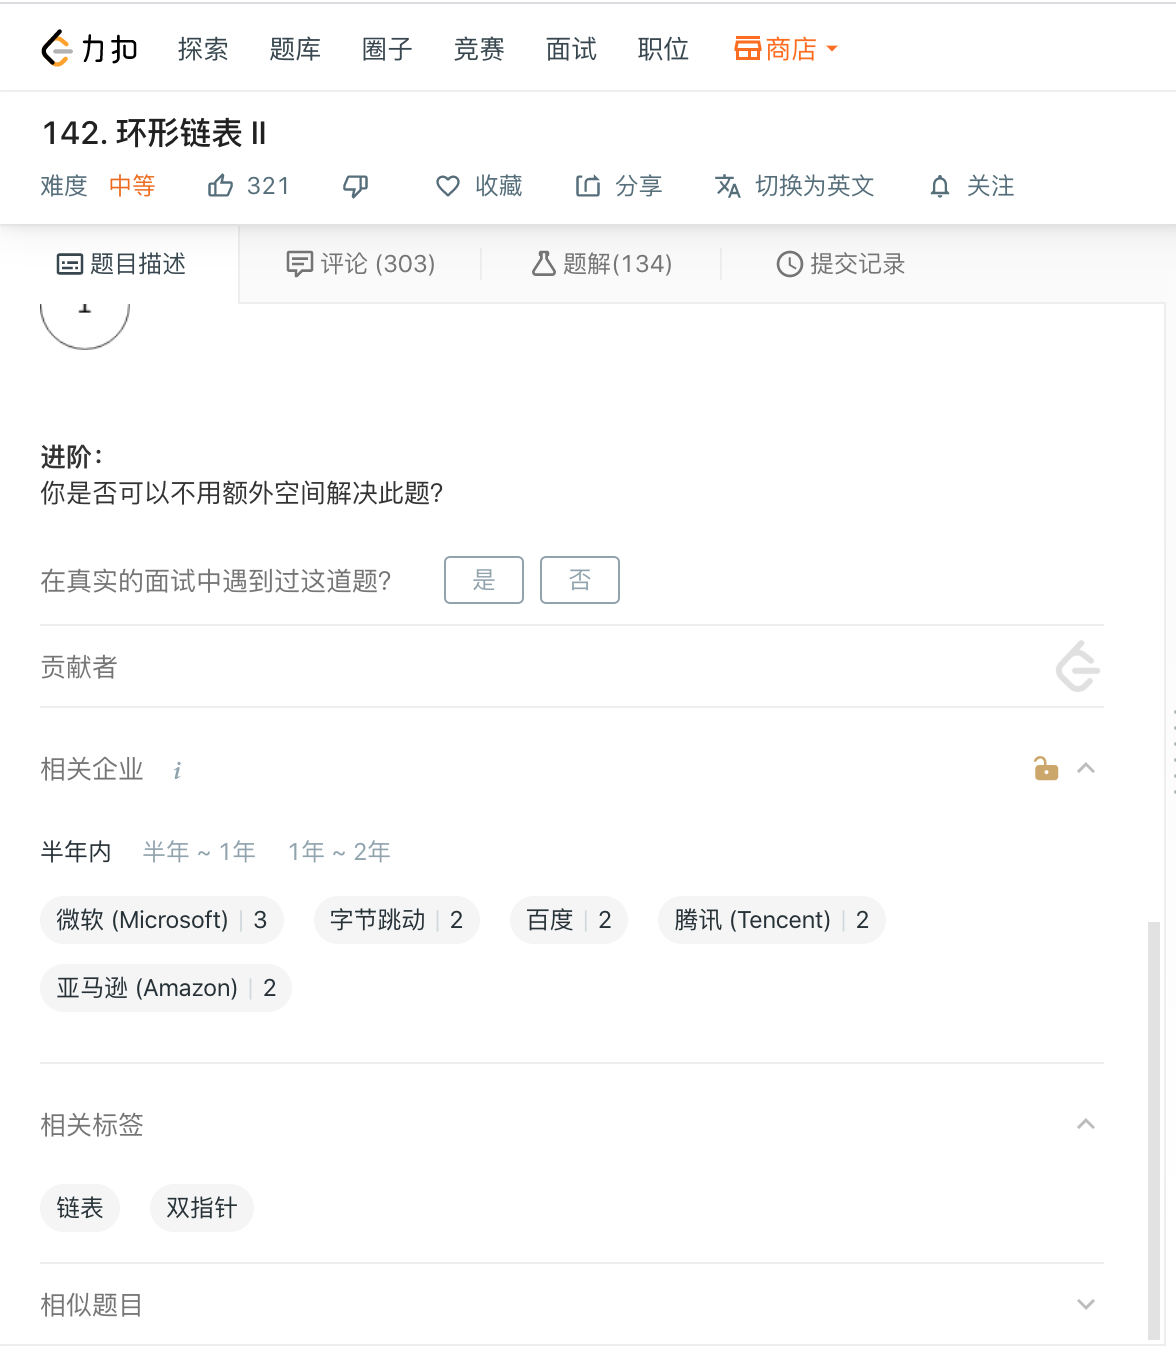 力扣 探索 题库 圈子 竞赛 面试 职位 商店
142. 环形链表 II
难度 中等 321 收藏 分享 切换为英文 关注
题目描述 评论 (303) 题解(134) 提交记录
1
进阶：
你是否可以不用额外空间解决此题?
在真实的面试中遇到过这道题? 是 否
贡献者
相关企业 i
半年内 半年 ~ 1年 1年 ~ 2年
微软 (Microsoft) | 3 字节跳动 | 2 百度 | 2 腾讯 (Tencent) | 2
亚马逊 (Amazon) | 2
相关标签
链表 双指针
相似题目